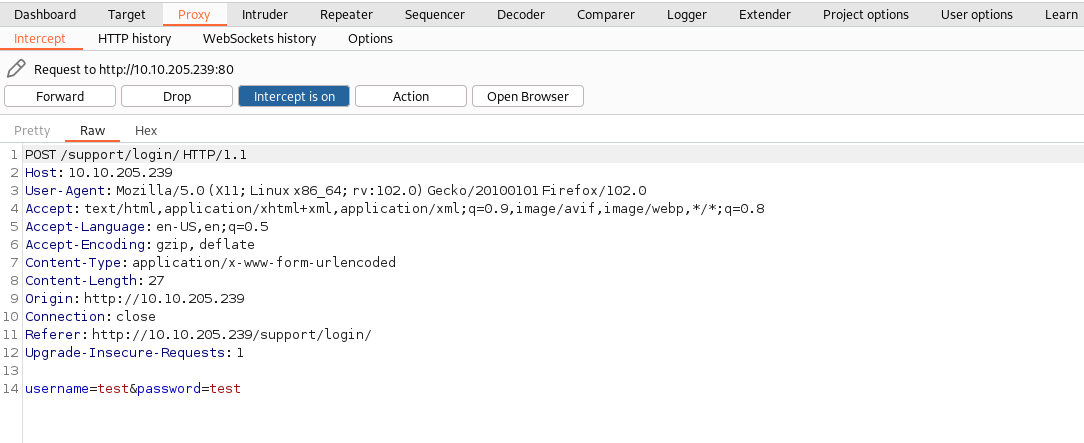 Dashboard Target Proxy Intruder Repeater Sequencer Decoder Comparer Logger Extender Project options User options Learn
Intercept HTTP history WebSockets history Options
Request to http://10.10.205.239:80
Forward Drop Intercept is on Action Open Browser
Pretty Raw Hex
1 POST /support/login/ HTTP/1.1
2 Host: 10.10.205.239
3 User-Agent: Mozilla/5.0 (X11; Linux x86_64; rv:102.0) Gecko/20100101 Firefox/102.0
4 Accept: text/html,application/xhtml+xml,application/xml;q=0.9,image/avif,image/webp,*/*;q=0.8
5 Accept-Language: en-US,en;q=0.5
6 Accept-Encoding: gzip, deflate
7 Content-Type: application/x-www-form-urlencoded
8 Content-Length: 27
9 Origin: http://10.10.205.239
10 Connection: close
11 Referer: http://10.10.205.239/support/login/
12 Upgrade-Insecure-Requests: 1
13
14 username=test&password=test